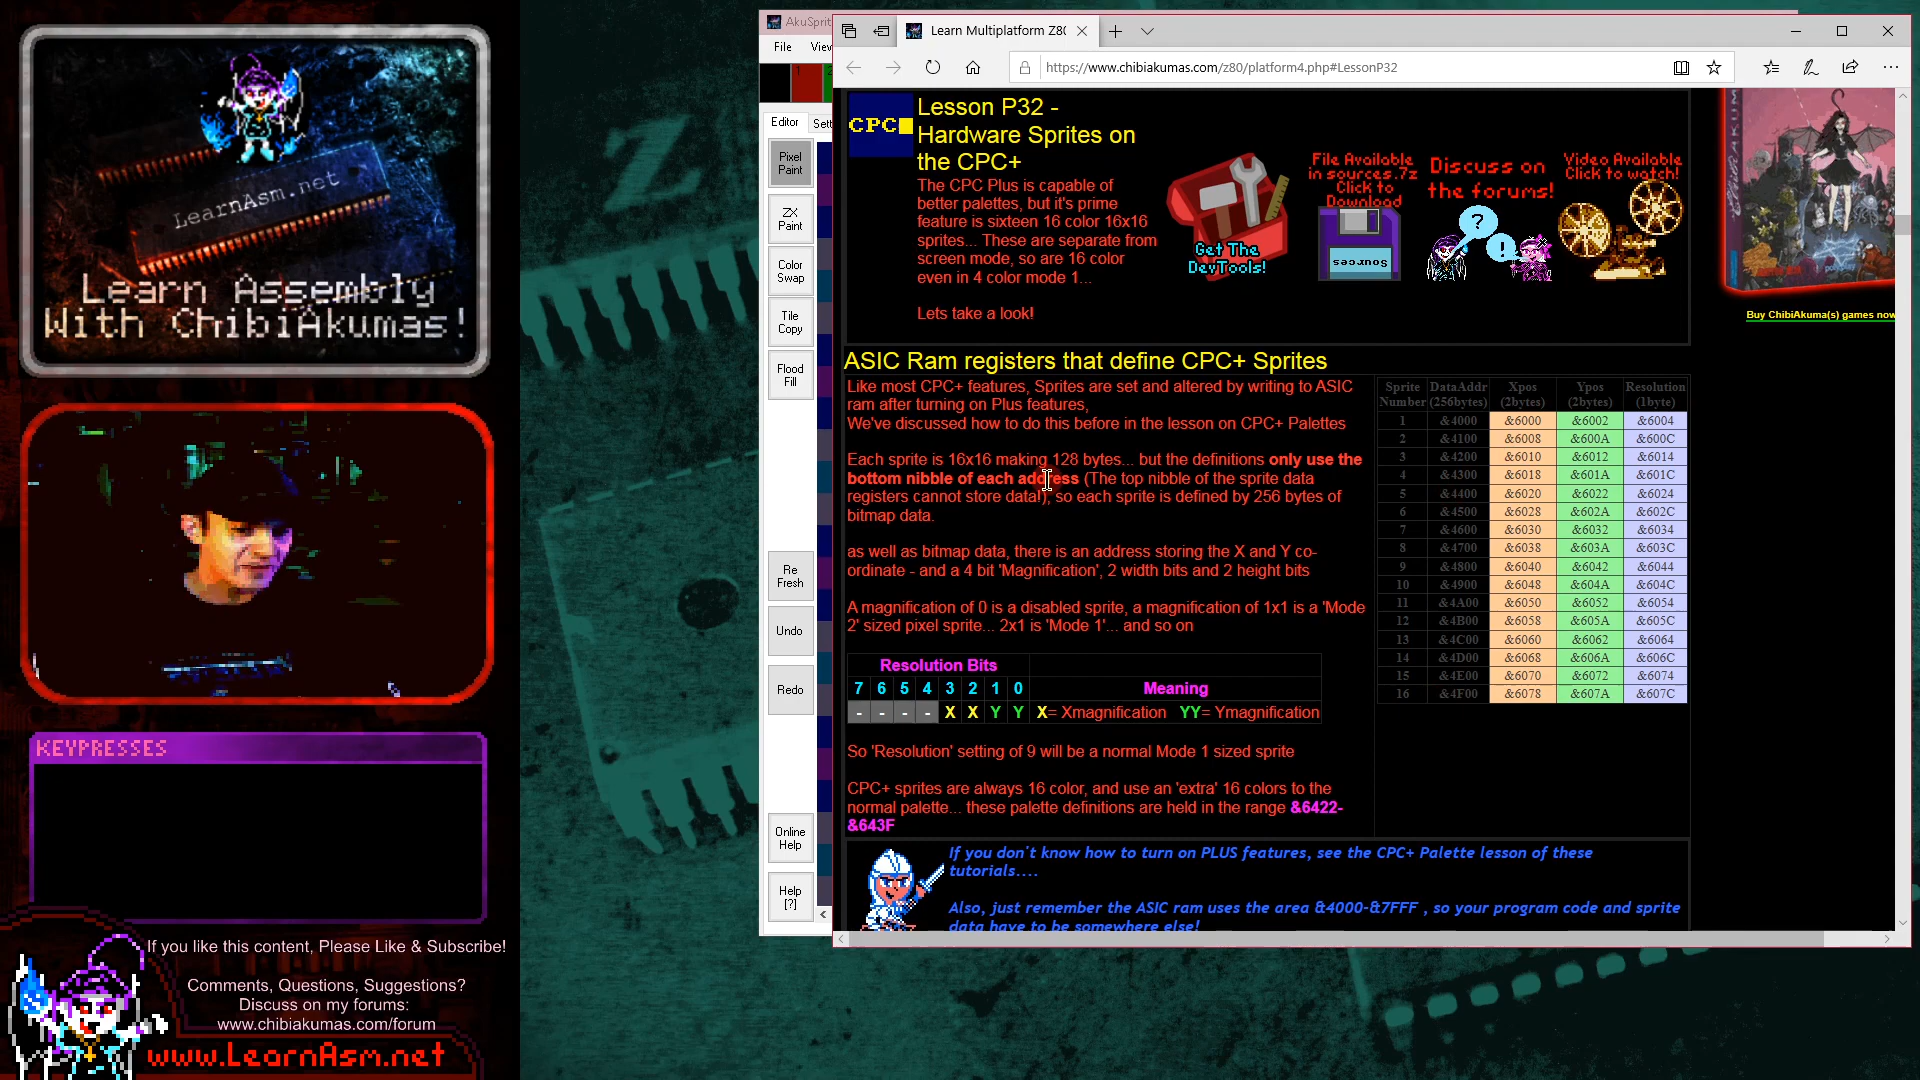 LearnAsm.net
Learn Assembly
With ChibiAkumas!
KEYPRESSES
If you like this content, Please Like & Subscribe!
Comments, Questions, Suggestions?
Discuss on my forums:
www.chibiakumas.com/forum
www.LearnAsm.net
AkuSprit
File View
Editor Sett
Pixel
Paint
ZX
Paint
Color
Swap
Tile
Copy
Flood
Fill
Re
Fresh
Undo
Redo
Online
Help
Help
[?]
Learn Multiplatform Z80
https://www.chibiakumas.com/z80/platform4.php#LessonP32
CPC
Lesson P32 -
Hardware Sprites on
the CPC+
The CPC Plus is capable of
better palettes, but it's prime
feature is sixteen 16 color 16x16
sprites... These are separate from
screen mode, so are 16 color
even in 4 color mode 1...
Lets take a look!
Get The
DevTools!
File Available
in sources.7z
Click to
Download
Sources
Discuss on
the forums!
? !
Video Available
Click to watch!
Buy ChibiAkuma(s) games now
ASIC Ram registers that define CPC+ Sprites
Like most CPC+ features, Sprites are set and altered by writing to ASIC
ram after turning on Plus features,
We've discussed how to do this before in the lesson on CPC+ Palettes
Each sprite is 16x16 making 128 bytes... but the definitions only use the
bottom nibble of each address (The top nibble of the sprite data
registers cannot store data!), so each sprite is defined by 256 bytes of
bitmap data.
as well as bitmap data, there is an address storing the X and Y co-
ordinate - and a 4 bit 'Magnification', 2 width bits and 2 height bits
A magnification of 0 is a disabled sprite, a magnification of 1x1 is a 'Mode
2' sized pixel sprite... 2x1 is 'Mode 1'... and so on
Resolution Bits
7 6 5 4 3 2 1 0 Meaning
- - - - X X Y Y X= Xmagnification YY= Ymagnification
So 'Resolution' setting of 9 will be a normal Mode 1 sized sprite
CPC+ sprites are always 16 color, and use an 'extra' 16 colors to the
normal palette... these palette definitions are held in the range &6422-
&643F
Sprite DataAddr Xpos Ypos Resolution
Number (256bytes) (2bytes) (2bytes) (1byte)
1 &4000 &6000 &6002 &6004
2 &4100 &6008 &600A &600C
3 &4200 &6010 &6012 &6014
4 &4300 &6018 &601A &601C
5 &4400 &6020 &6022 &6024
6 &4500 &6028 &602A &602C
7 &4600 &6030 &6032 &6034
8 &4700 &6038 &603A &603C
9 &4800 &6040 &6042 &6044
10 &4900 &6048 &604A &604C
11 &4A00 &6050 &6052 &6054
12 &4B00 &6058 &605A &605C
13 &4C00 &6060 &6062 &6064
14 &4D00 &6068 &606A &606C
15 &4E00 &6070 &6072 &6074
16 &4F00 &6078 &607A &607C
If you don't know how to turn on PLUS features, see the CPC+ Palette lesson of these
tutorials....
Also, just remember the ASIC ram uses the area &4000-&7FFF , so your program code and sprite
data have to be somewhere else!